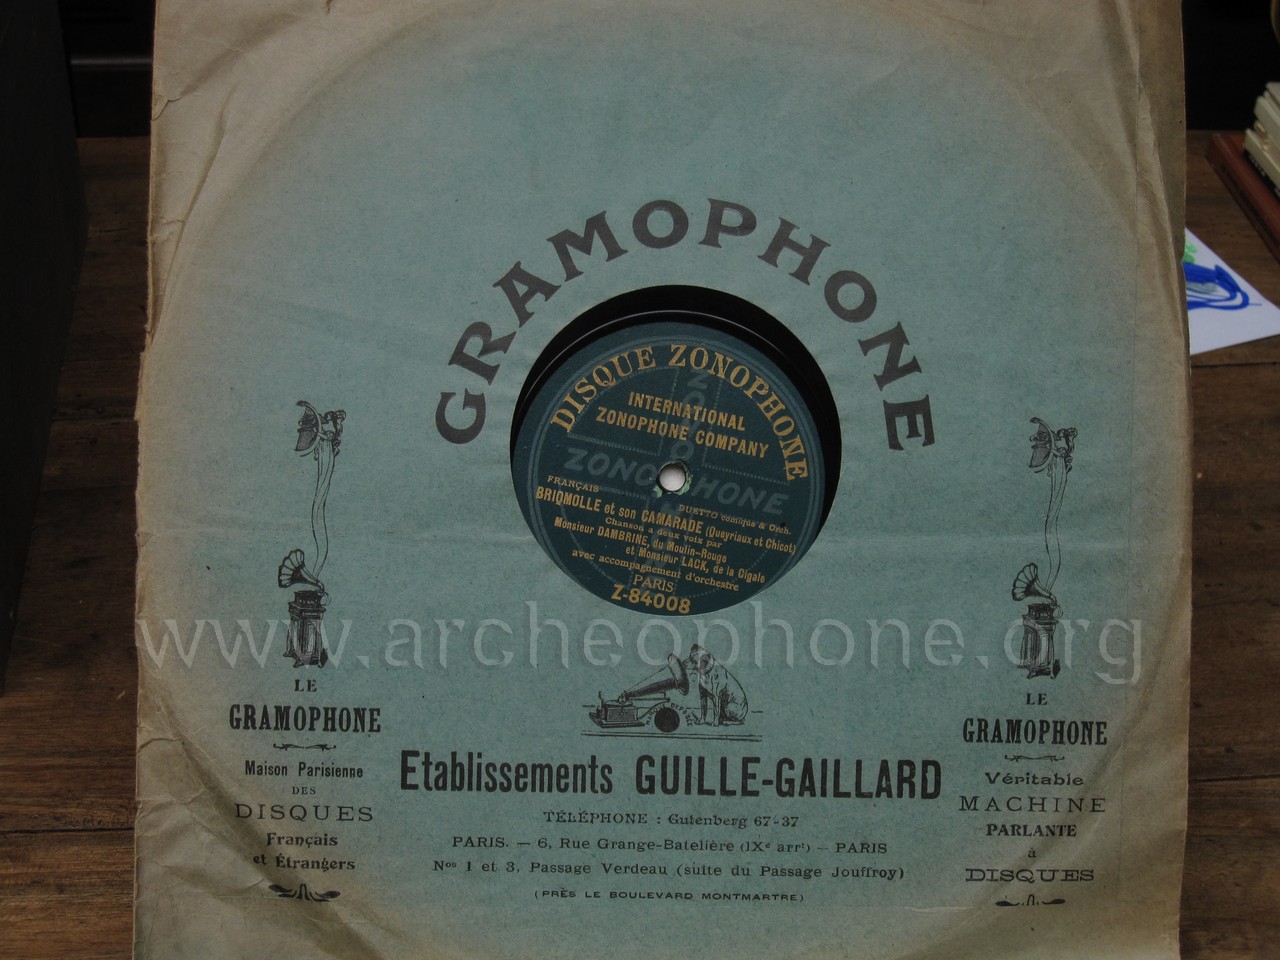 GRAMOPHONE
DISQUE ZONOPHONE
INTERNATIONAL
ZONOPHONE COMPANY
ZONOPHONE
FRANÇAIS
DUETTO comique & Orch.
BRIQMOLLE et son CAMARADE (Queyriaux et Chicot)
Chanson a deux voix par
Monsieur DAMBRINE, du Moulin-Rouge
et Monsieur LACK, de la Cigale
avec accompagnement d'orchestre
PARIS
Z-84008
www.archeophone.org
LE
GRAMOPHONE
Maison Parisienne
DES
DISQUES
Français
et Étrangers
Etablissements GUILLE-GAILLARD
TÉLÉPHONE : Gutenberg 67-37
PARIS. — 6, Rue Grange-Batelière (IXe arrt) — PARIS
Nos 1 et 3, Passage Verdeau (suite du Passage Jouffroy)
(PRÈS LE BOULEVARD MONTMARTRE)
LE
GRAMOPHONE
Véritable
MACHINE
PARLANTE
à
DISQUES